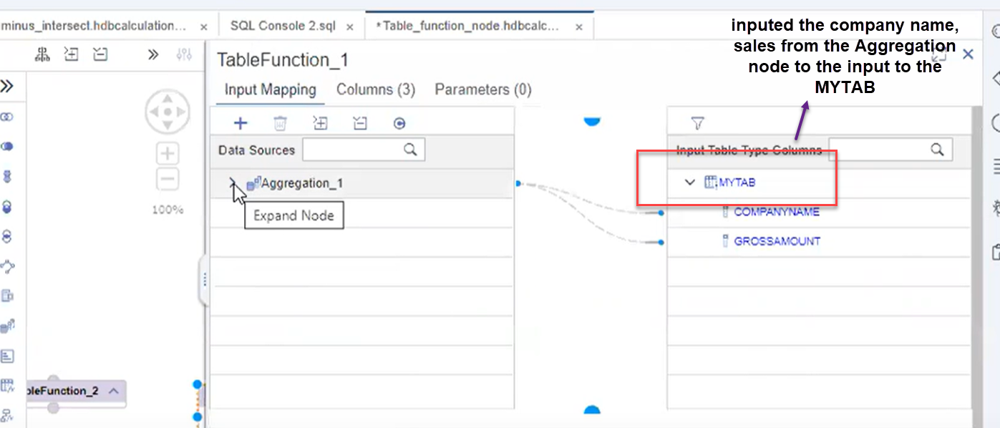 minus_intersect.hdbcalculation...
SQL Console 2.sql
*Table_function_node.hdbcalc...
inputed the company name,
sales from the Aggregation
node to the input to the
MYTAB
TableFunction_1
Input Mapping
Columns (3)
Parameters (0)
Data Sources
Input Table Type Columns
Aggregation_1
MYTAB
Expand Node
COMPANYNAME
GROSSAMOUNT
100%
bleFunction_2